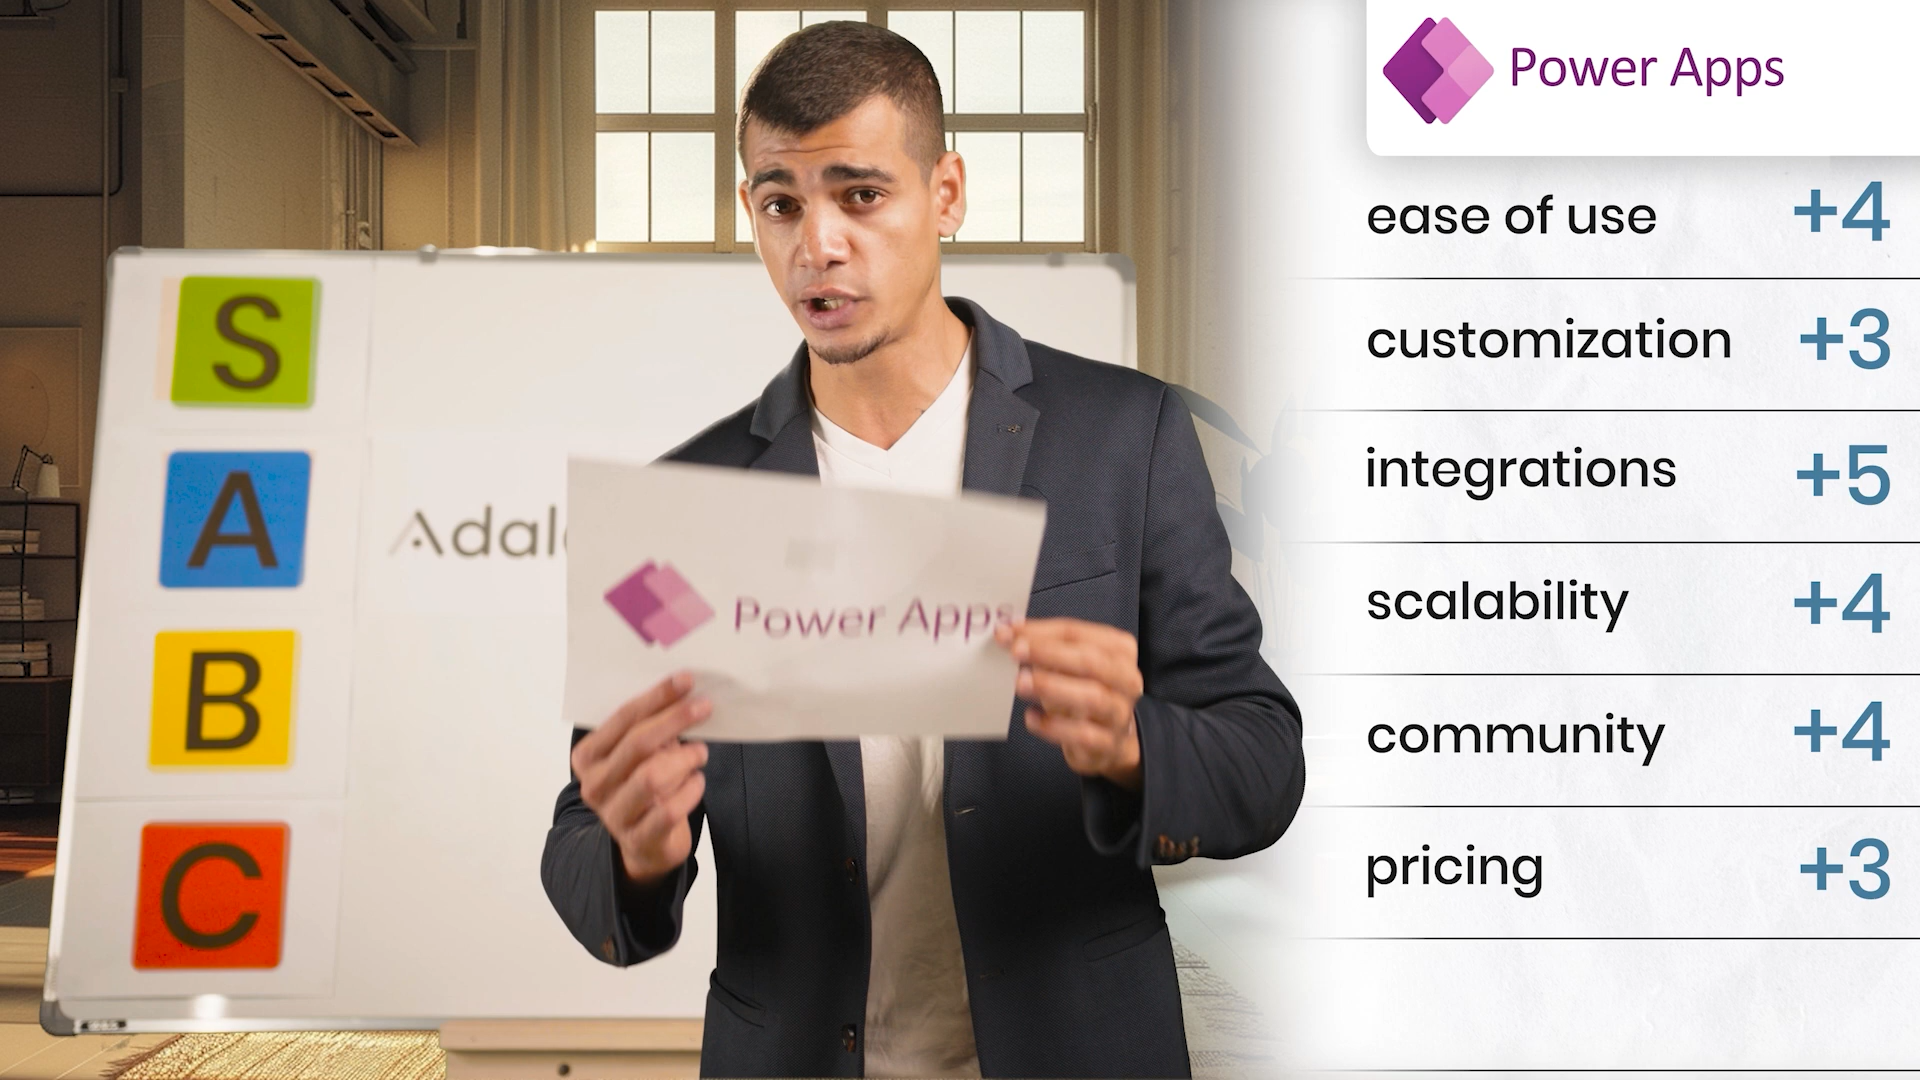 S
A
B
C
Adal
Power Apps
Power Apps
ease of use +4
customization +3
integrations +5
scalability +4
community +4
pricing +3